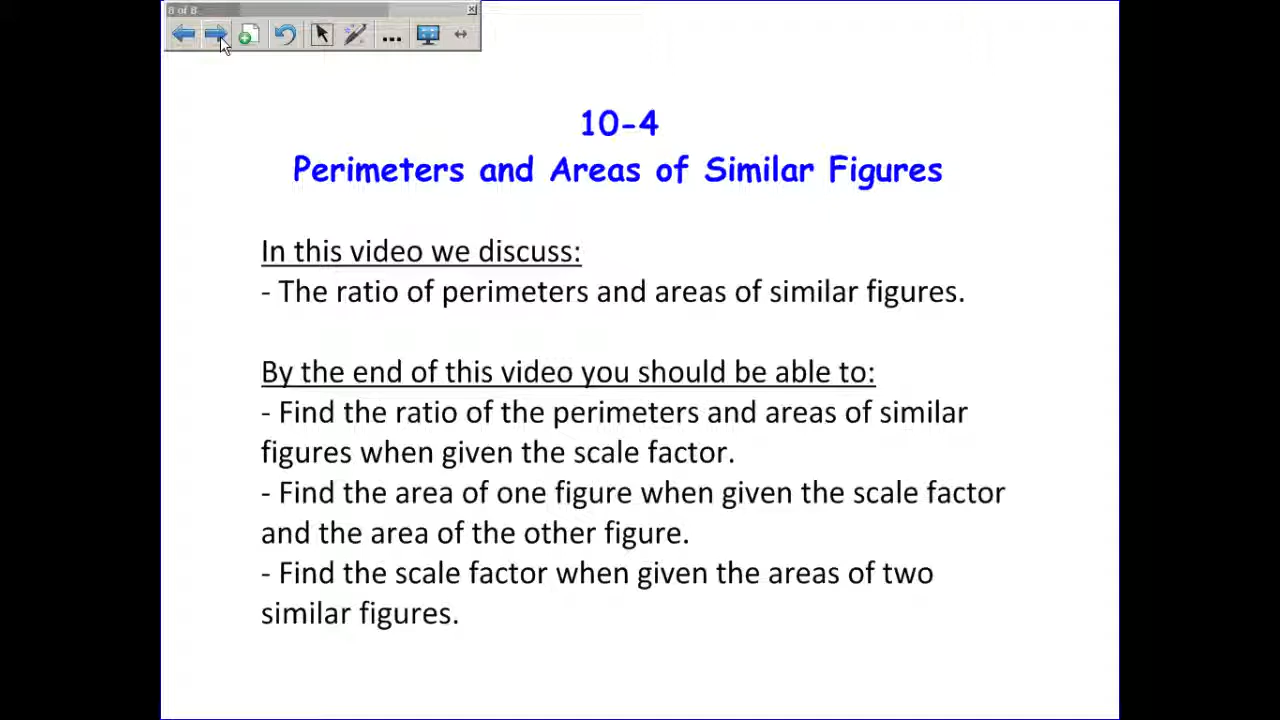 8 of 8
10-4
Perimeters and Areas of Similar Figures
In this video we discuss:
- The ratio of perimeters and areas of similar figures.
By the end of this video you should be able to:
- Find the ratio of the perimeters and areas of similar
figures when given the scale factor.
- Find the area of one figure when given the scale factor
and the area of the other figure.
- Find the scale factor when given the areas of two
similar figures.